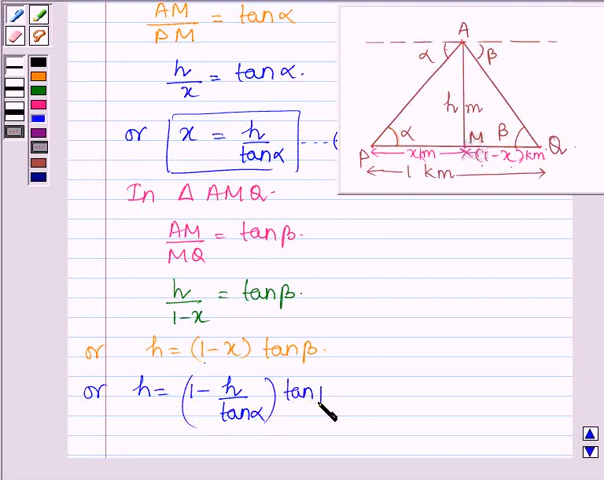 AM/PM = tanα
h/x = tanα.
or x = h/tanα ----(
In △ AMQ.
AM/MQ = tanβ.
h/1-x = tanβ.
or h = (1-x) tanβ.
or h = (1 - h/tanα) tan
A
α β
h m
α M β
P x km (1-x) km Q
1 km